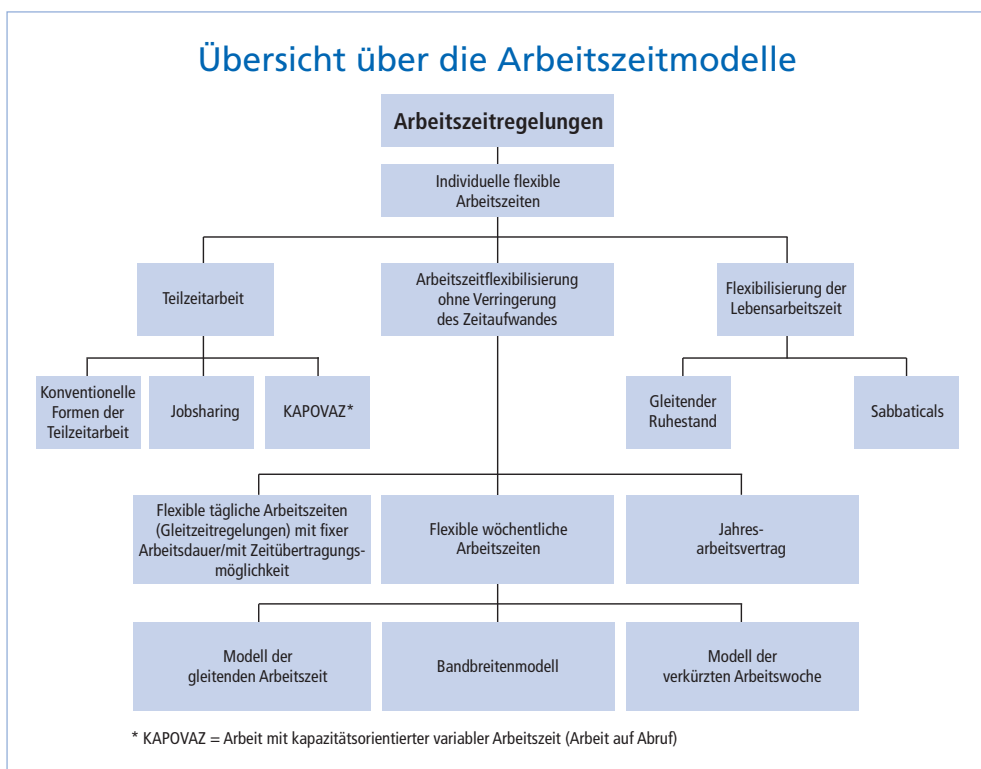 Übersicht über die Arbeitszeitmodelle
Arbeitszeitregelungen
Individuelle flexible
Arbeitszeiten
Teilzeitarbeit
Arbeitszeitflexibilisierung
ohne Verringerung
des Zeitaufwandes
Flexibilisierung der
Lebensarbeitszeit
Konventionelle
Formen der
Teilzeitarbeit
Jobsharing
KAPOVAZ*
Gleitender
Ruhestand
Sabbaticals
Flexible tägliche Arbeitszeiten
(Gleitzeitregelungen) mit fixer
Arbeitsdauer/mit Zeitübertragungs-
möglichkeit
Flexible wöchentliche
Arbeitszeiten
Jahres-
arbeitsvertrag
Modell der
gleitenden Arbeitszeit
Bandbreitenmodell
Modell der
verkürzten Arbeitswoche
* KAPOVAZ = Arbeit mit kapazitätsorientierter variabler Arbeitszeit (Arbeit auf Abruf)